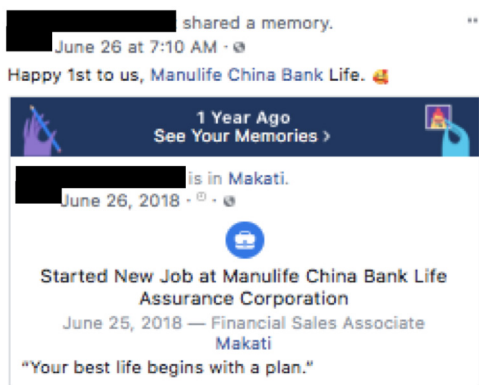 shared a memory.
June 26 at 7:10 AM ·
Happy 1st to us, Manulife China Bank Life.
1 Year Ago
See Your Memories >
is in Makati.
June 26, 2018 · ·
Started New Job at Manulife China Bank Life
Assurance Corporation
June 25, 2018 — Financial Sales Associate
Makati
“Your best life begins with a plan.”